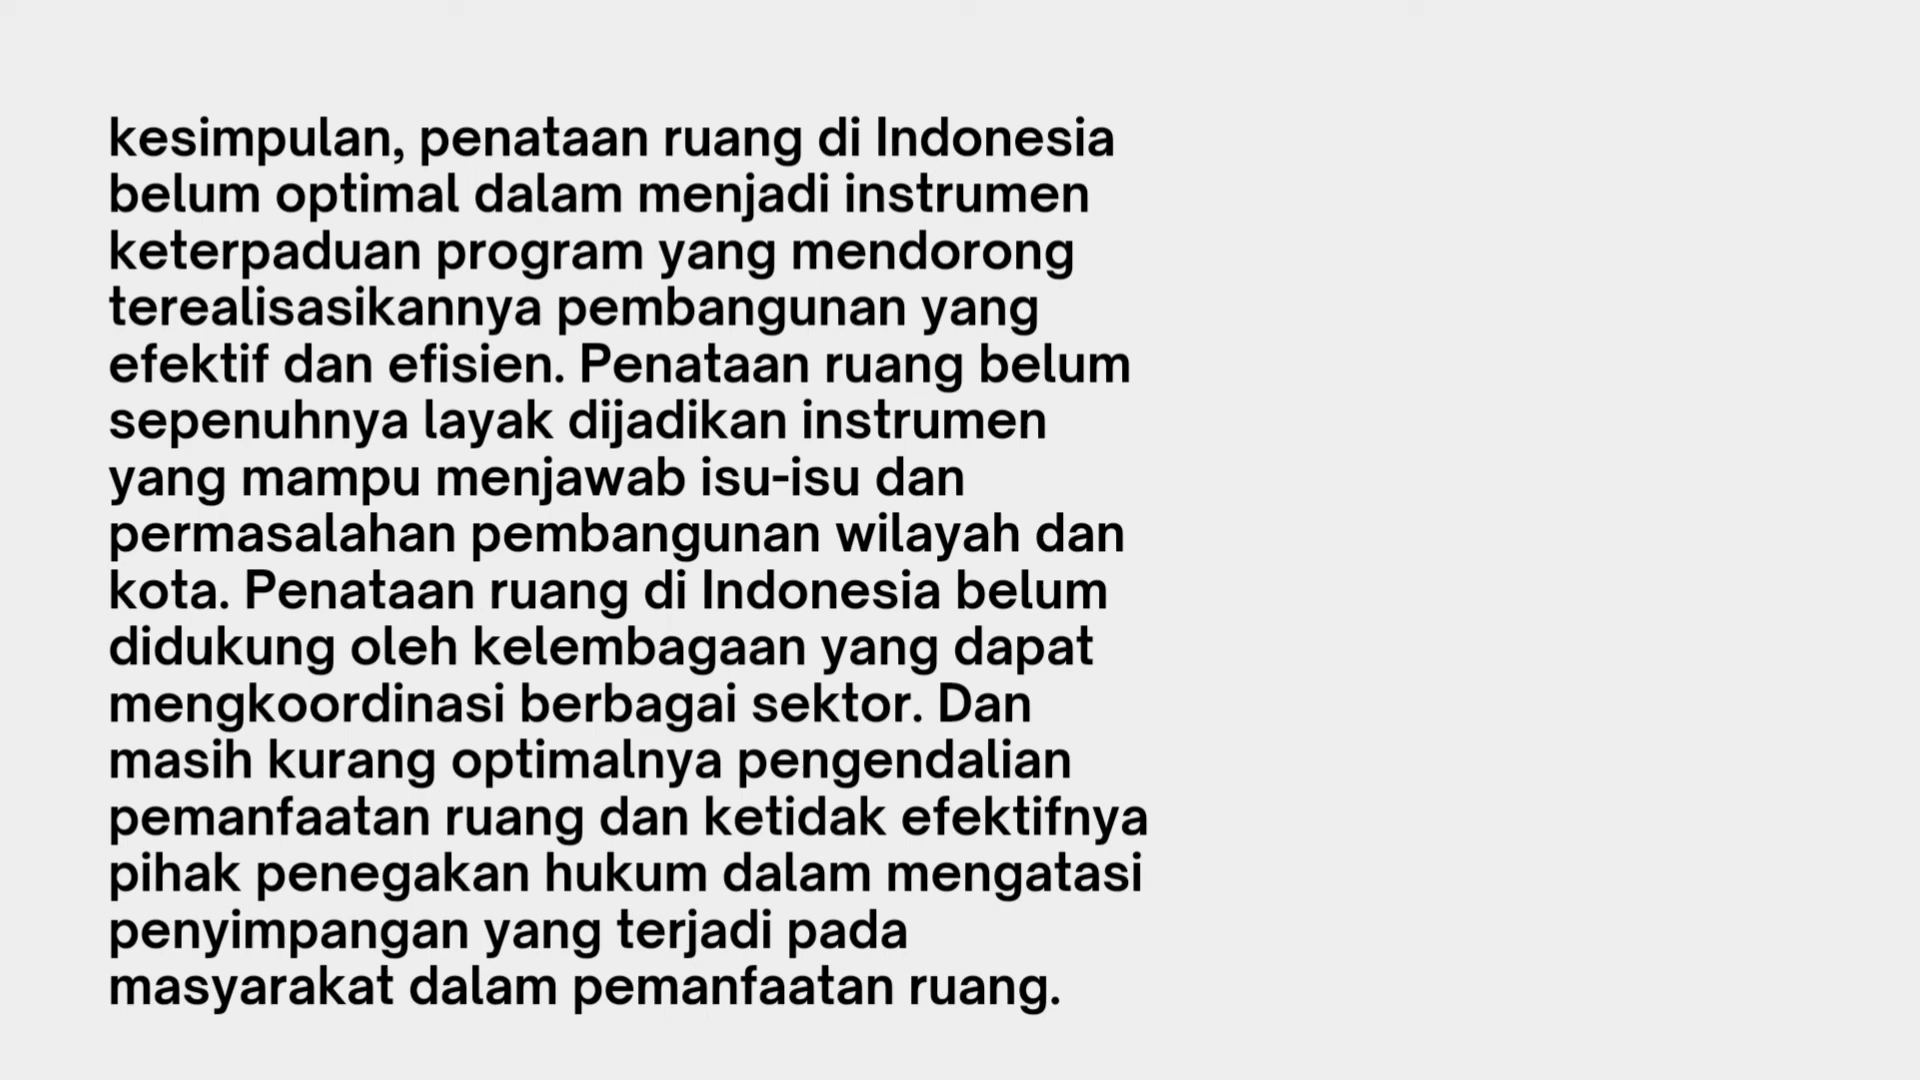 kesimpulan, penataan ruang di Indonesia
belum optimal dalam menjadi instrumen
keterpaduan program yang mendorong
terealisasikannya pembangunan yang
efektif dan efisien. Penataan ruang belum
sepenuhnya layak dijadikan instrumen
yang mampu menjawab isu-isu dan
permasalahan pembangunan wilayah dan
kota. Penataan ruang di Indonesia belum
didukung oleh kelembagaan yang dapat
mengkoordinasi berbagai sektor. Dan
masih kurang optimalnya pengendalian
pemanfaatan ruang dan ketidak efektifnya
pihak penegakan hukum dalam mengatasi
penyimpangan yang terjadi pada
masyarakat dalam pemanfaatan ruang.